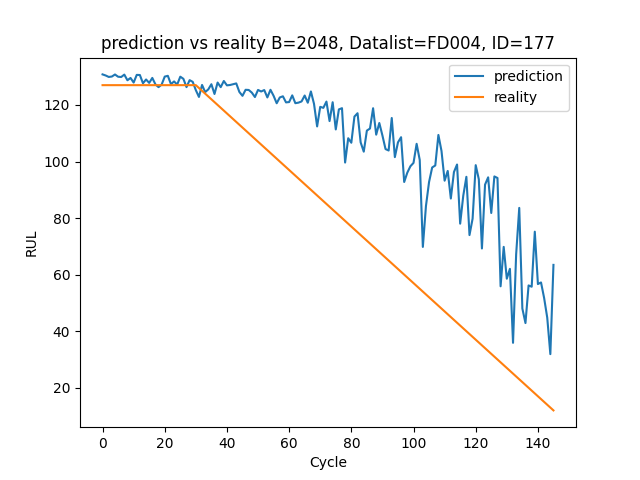 prediction vs reality B=2048, Datalist=FD004, ID=177
prediction
reality
RUL
120
100
80
60
40
20
0 20 40 60 80 100 120 140
Cycle